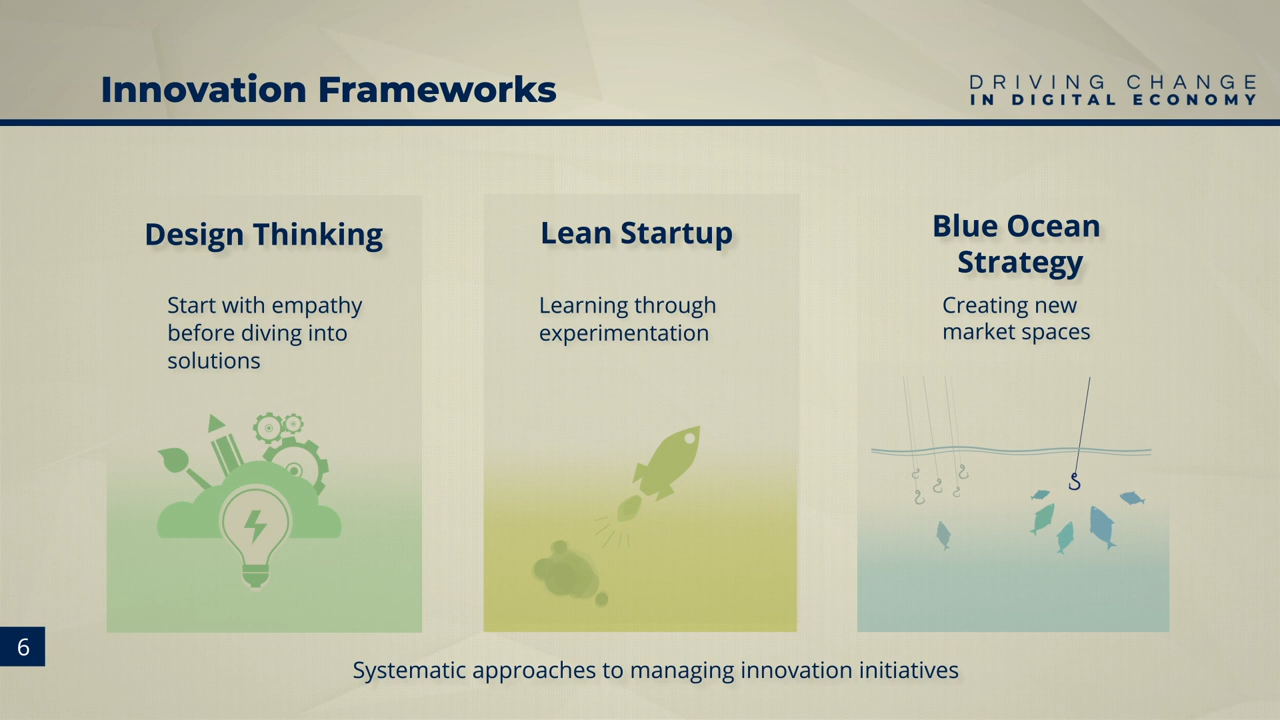 Innovation Frameworks
DRIVING CHANGE
IN DIGITAL ECONOMY
Design Thinking
Start with empathy
before diving into
solutions
Lean Startup
Learning through
experimentation
Blue Ocean
Strategy
Creating new
market spaces
6
Systematic approaches to managing innovation initiatives